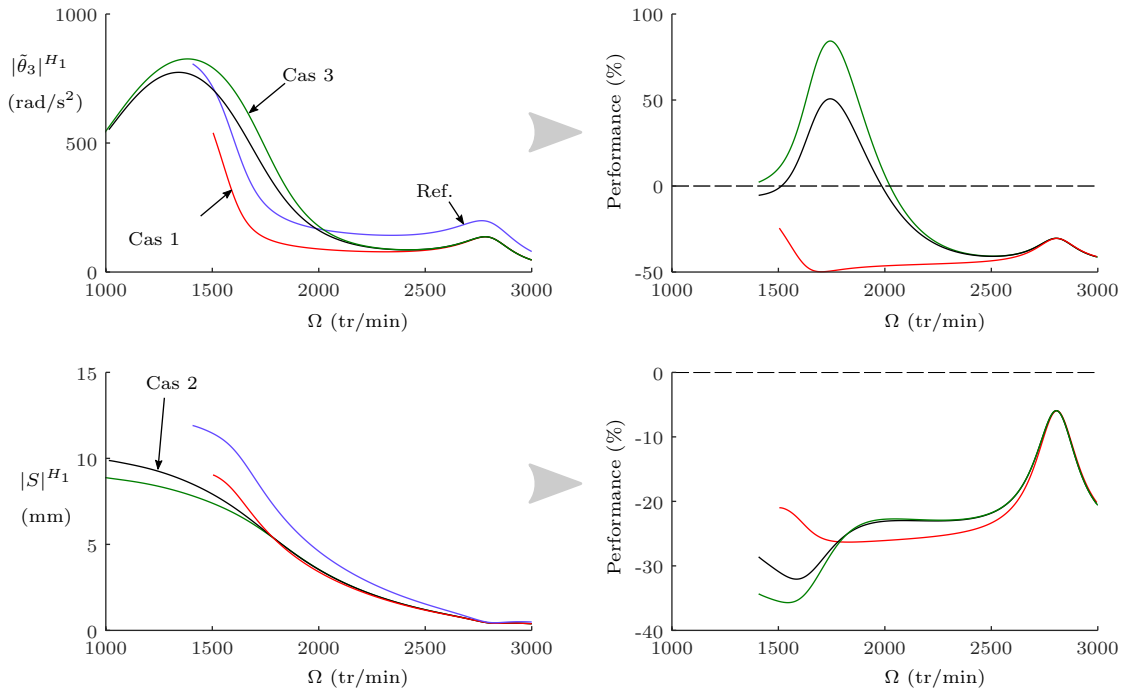 1000
|θ̃₃|^{H₁}
(rad/s²)
500
0
Cas 3
Ref.
Cas 1
1000 1500 2000 2500 3000
Ω (tr/min)
100
50
0
-50
Performance (%)
1000 1500 2000 2500 3000
Ω (tr/min)
15
Cas 2
10
|S|^{H₁}
(mm)
5
0
1000 1500 2000 2500 3000
Ω (tr/min)
0
-10
-20
-30
-40
Performance (%)
1000 1500 2000 2500 3000
Ω (tr/min)